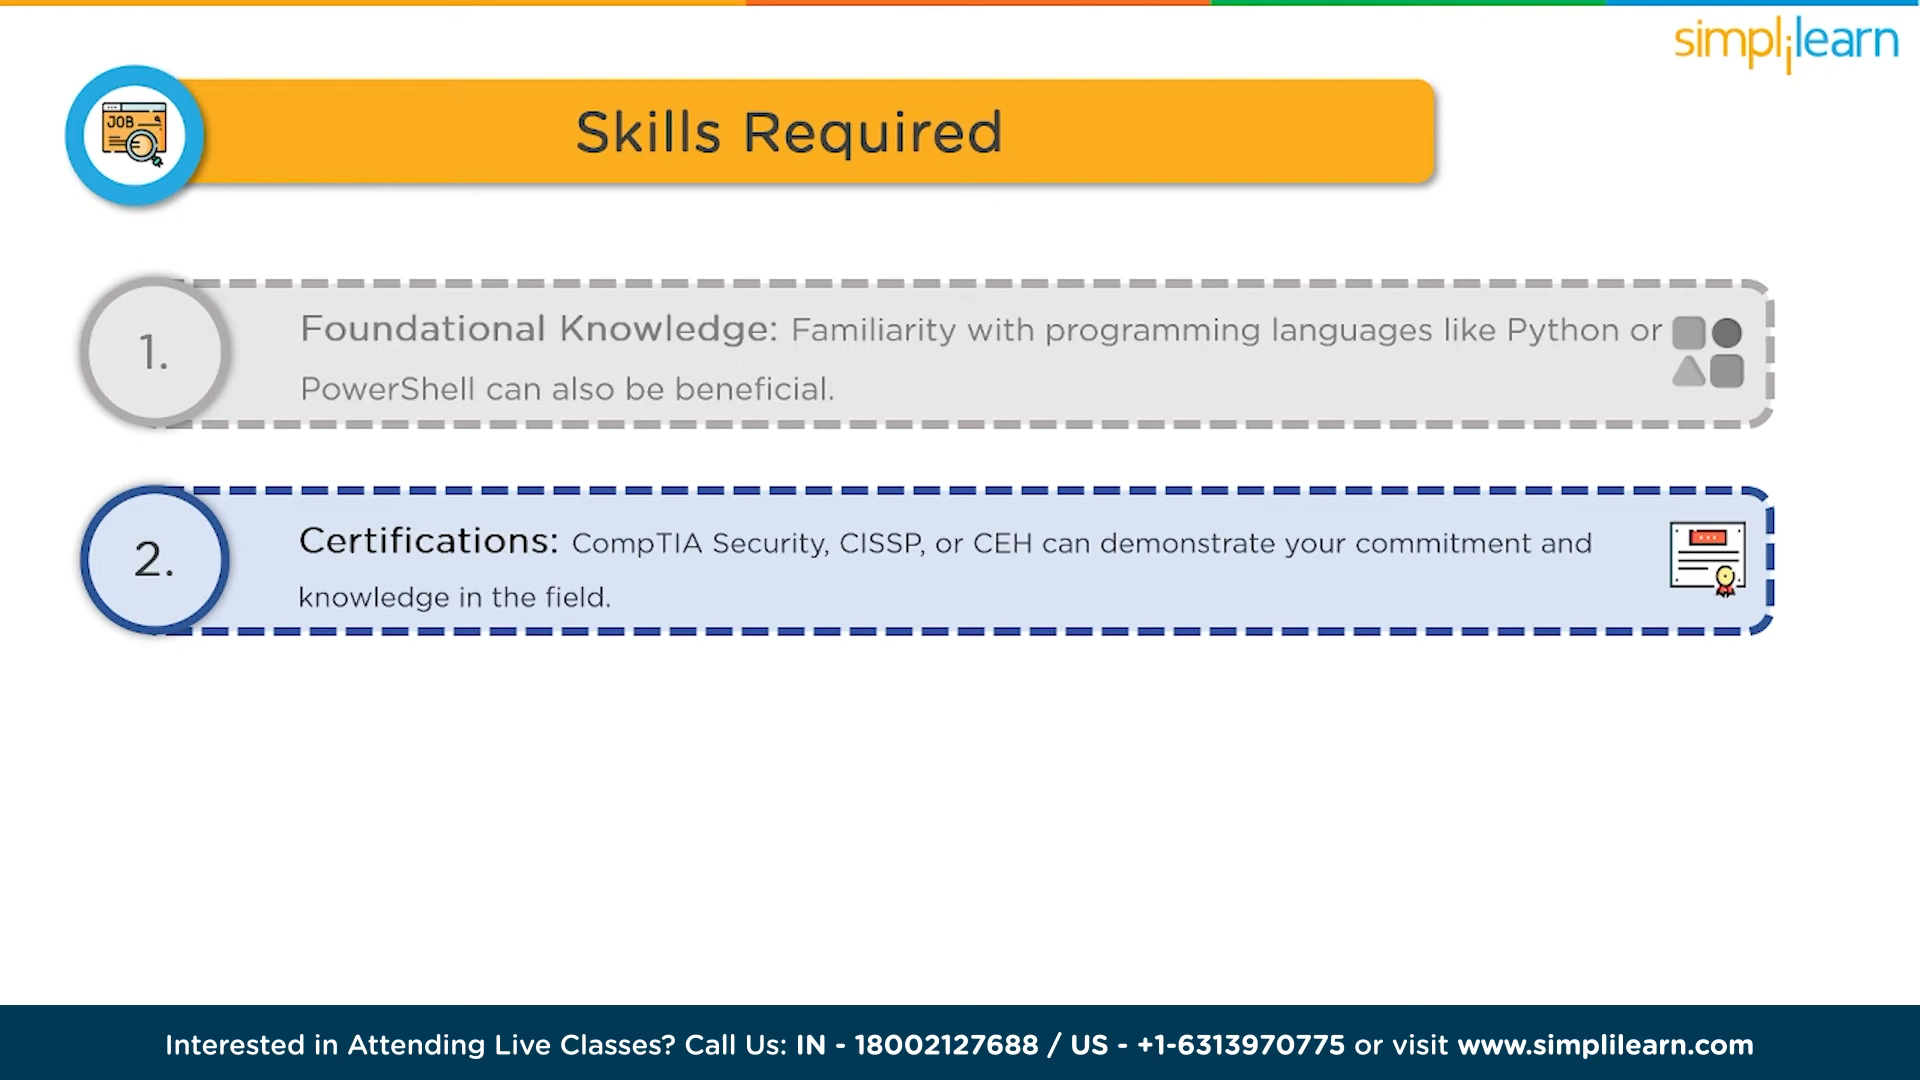 simplilearn
JOB
Skills Required
1.
Foundational Knowledge: Familiarity with programming languages like Python or
PowerShell can also be beneficial.
2.
Certifications: CompTIA Security, CISSP, or CEH can demonstrate your commitment and
knowledge in the field.
Interested in Attending Live Classes? Call Us: IN - 18002127688 / US - +1-6313970775 or visit www.simplilearn.com